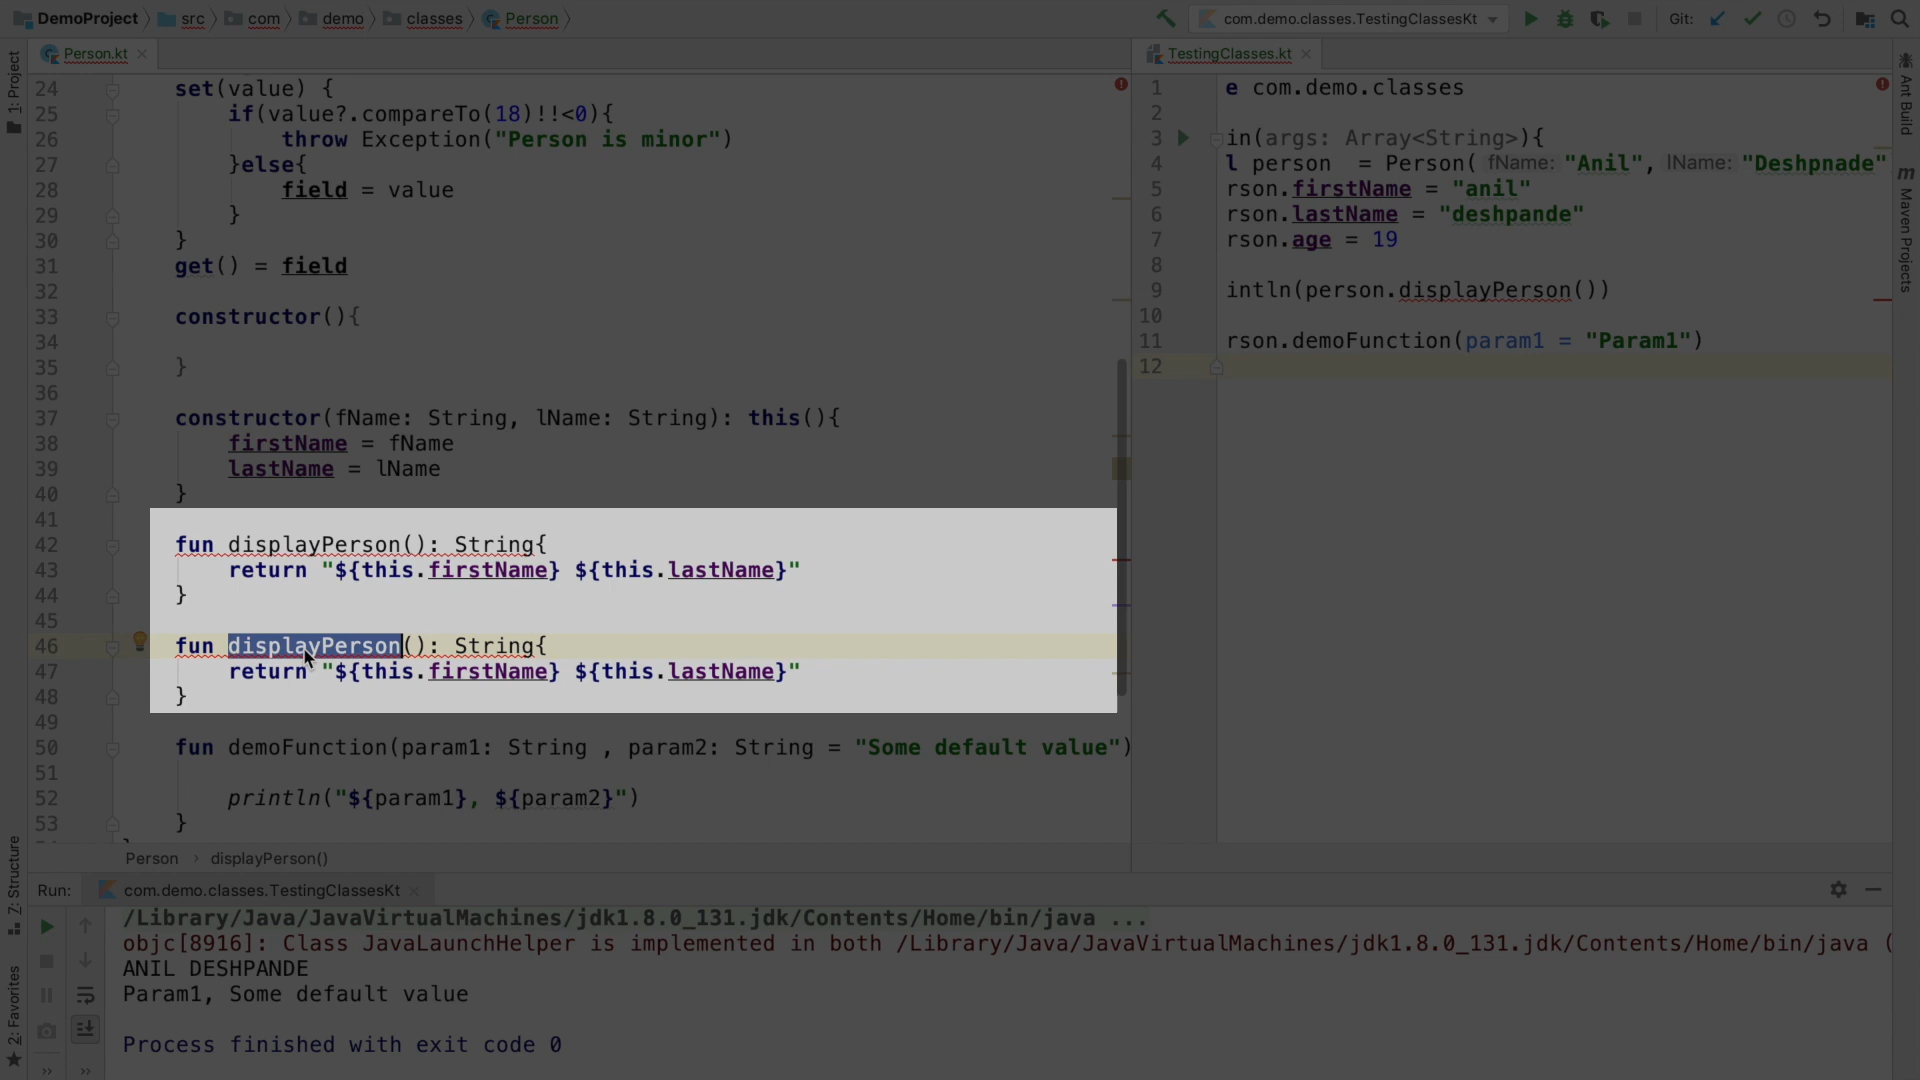 DemoProject src com demo classes Person com.demo.classes.TestingClassesKt Git:
Person.kt TestingClasses.kt
1: Project
24 set(value) {
25 if(value?.compareTo(18)!!<0){
26 throw Exception("Person is minor")
27 }else{
28 field = value
29 }
30 }
31 get() = field
32
33 constructor(){
34
35 }
36
37 constructor(fName: String, lName: String): this(){
38 firstName = fName
39 lastName = lName
40 }
41
42 fun displayPerson(): String{
43 return "${this.firstName} ${this.lastName}"
44 }
45
46 fun displayPerson(): String{
47 return "${this.firstName} ${this.lastName}"
48 }
49
50 fun demoFunction(param1: String , param2: String = "Some default value")
51
52 println("${param1}, ${param2}")
53 }
Person › displayPerson()
1 e com.demo.classes
2
3 in(args: Array<String>){
4 l person = Person( fName: "Anil", lName: "Deshpnade"
5 rson.firstName = "anil"
6 rson.lastName = "deshpande"
7 rson.age = 19
8
9 intln(person.displayPerson())
10
11 rson.demoFunction(param1 = "Param1")
12
Ant Build
m Maven Projects
7: Structure
2: Favorites
Run: com.demo.classes.TestingClassesKt
/Library/Java/JavaVirtualMachines/jdk1.8.0_131.jdk/Contents/Home/bin/java ...
objc[8916]: Class JavaLaunchHelper is implemented in both /Library/Java/JavaVirtualMachines/jdk1.8.0_131.jdk/Contents/Home/bin/java (
ANIL DESHPANDE
Param1, Some default value
Process finished with exit code 0